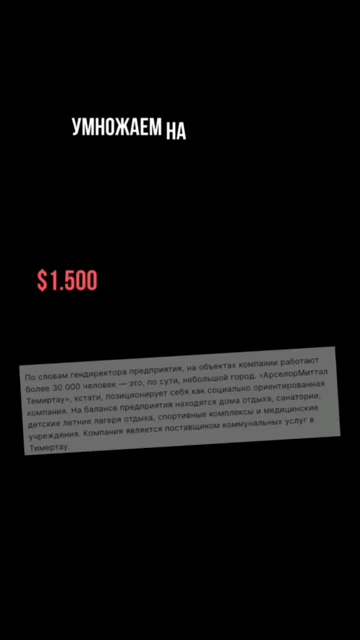 УМНОЖАЕМ НА
$1.500
По словам гендиректора предприятия, на объектах компании работают
более 30 000 человек — это, по сути, небольшой город. «АрселорМиттал
Темиртау», кстати, позиционирует себя как социально ориентированная
компания. На балансе предприятия находятся дома отдыха, санатории,
детские летние лагеря отдыха, спортивные комплексы и медицинские
учреждения. Компания является поставщиком коммунальных услуг в
Тимертау.